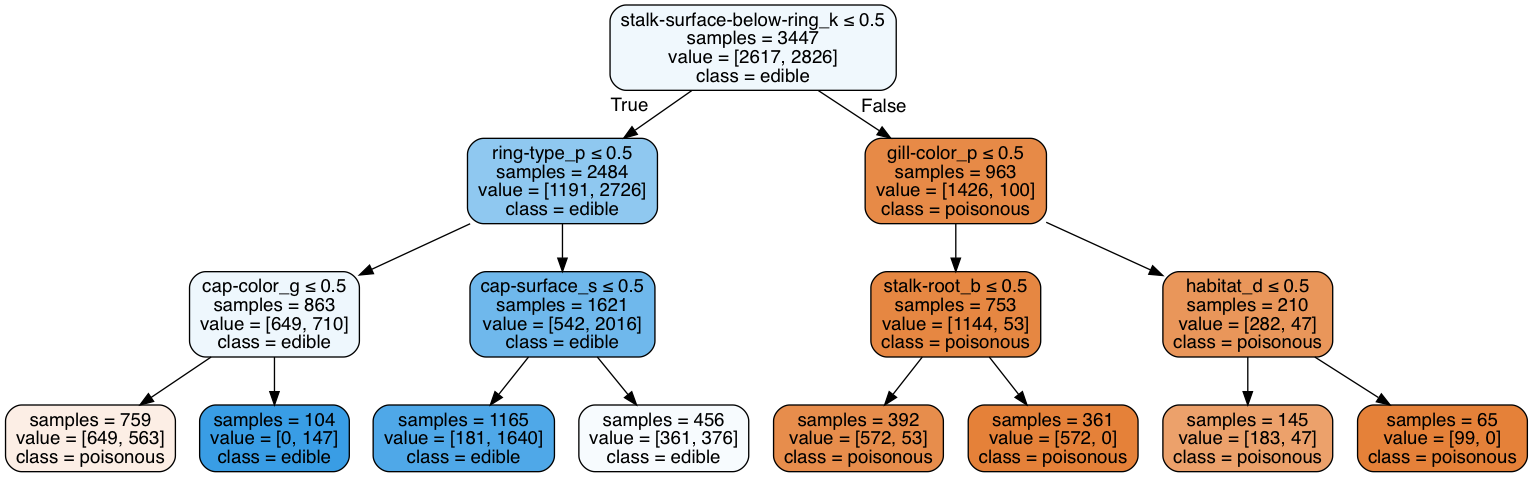 stalk-surface-below-ring_k ≤ 0.5
samples = 3447
value = [2617, 2826]
class = edible
True
False
ring-type_p ≤ 0.5
samples = 2484
value = [1191, 2726]
class = edible
gill-color_p ≤ 0.5
samples = 963
value = [1426, 100]
class = poisonous
cap-color_g ≤ 0.5
samples = 863
value = [649, 710]
class = edible
cap-surface_s ≤ 0.5
samples = 1621
value = [542, 2016]
class = edible
stalk-root_b ≤ 0.5
samples = 753
value = [1144, 53]
class = poisonous
habitat_d ≤ 0.5
samples = 210
value = [282, 47]
class = poisonous
samples = 759
value = [649, 563]
class = poisonous
samples = 104
value = [0, 147]
class = edible
samples = 1165
value = [181, 1640]
class = edible
samples = 456
value = [361, 376]
class = edible
samples = 392
value = [572, 53]
class = poisonous
samples = 361
value = [572, 0]
class = poisonous
samples = 145
value = [183, 47]
class = poisonous
samples = 65
value = [99, 0]
class = poisonous